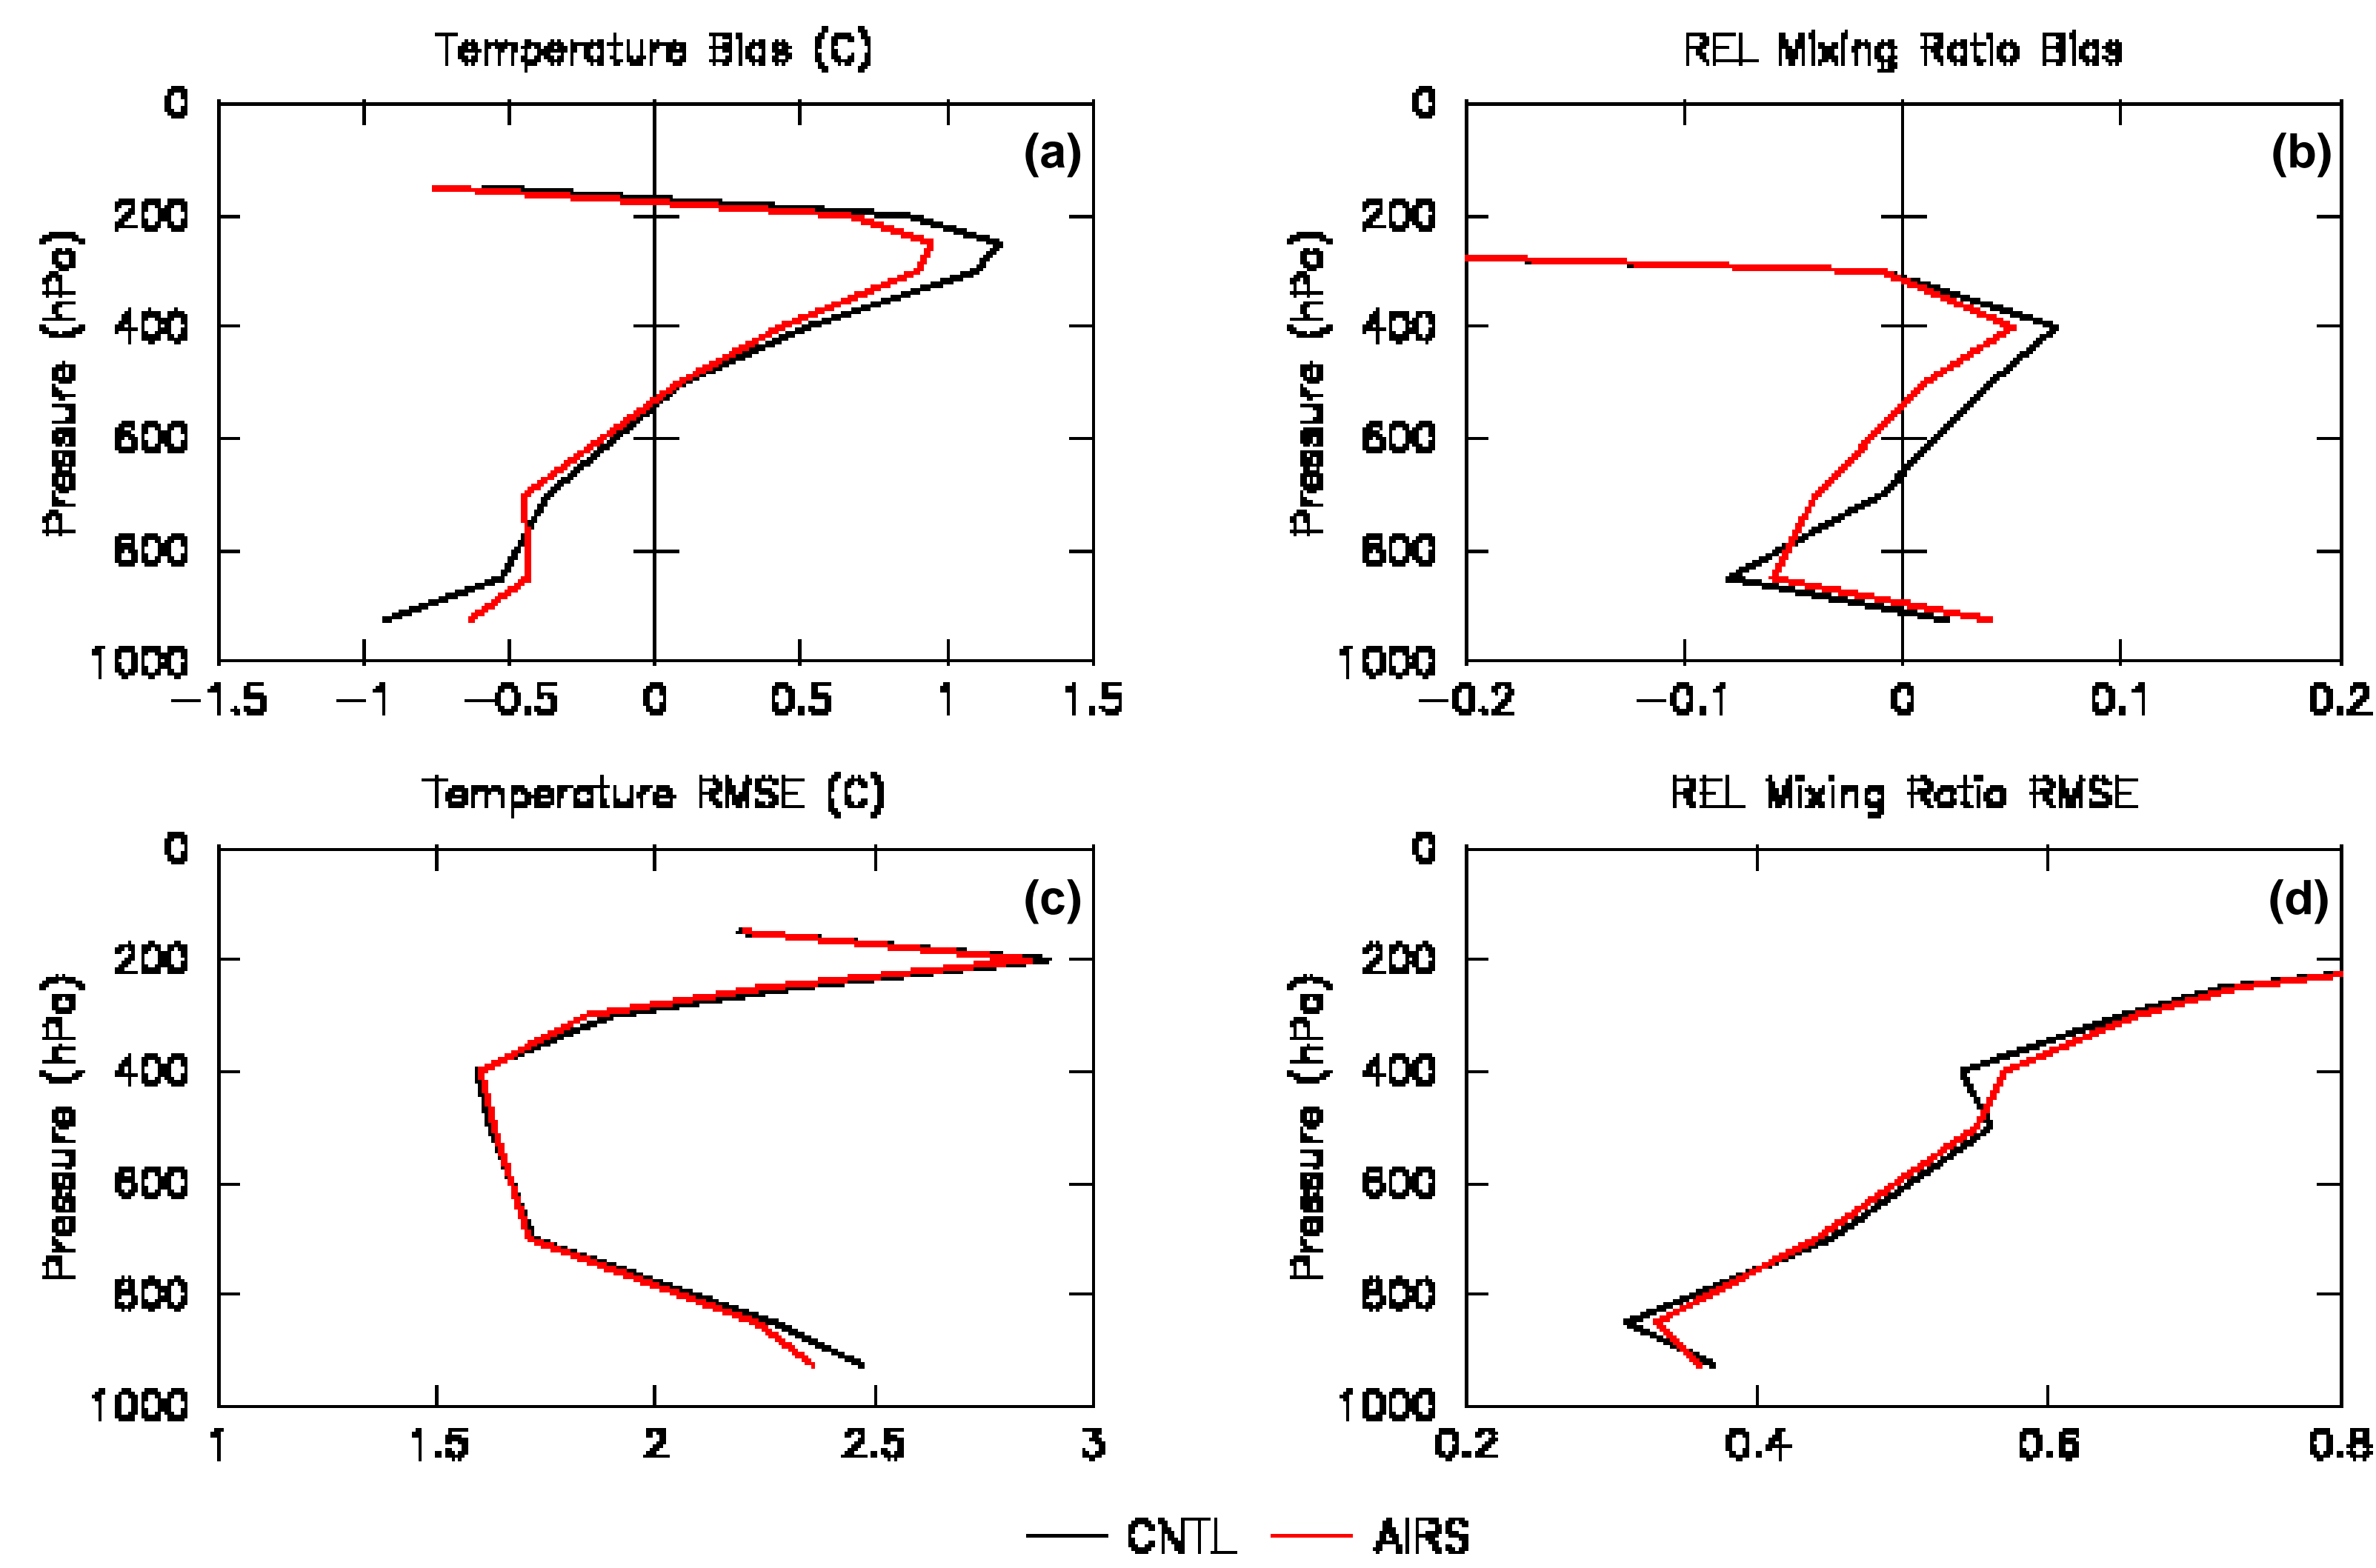 Temperature Bias (C)
REL Mixing Ratio Bias
0
200
400
600
800
1000
Pressure (hPa)
(a)
−1.5 −1 −0.5 0 0.5 1 1.5
0
200
400
600
800
1000
Pressure (hPa)
(b)
−0.2 −0.1 0 0.1 0.2
Temperature RMSE (C)
REL Mixing Ratio RMSE
0
200
400
600
800
1000
Pressure (hPa)
(c)
1 1.5 2 2.5 3
0
200
400
600
800
1000
Pressure (hPa)
(d)
0.2 0.4 0.6 0.8
CNTL AIRS